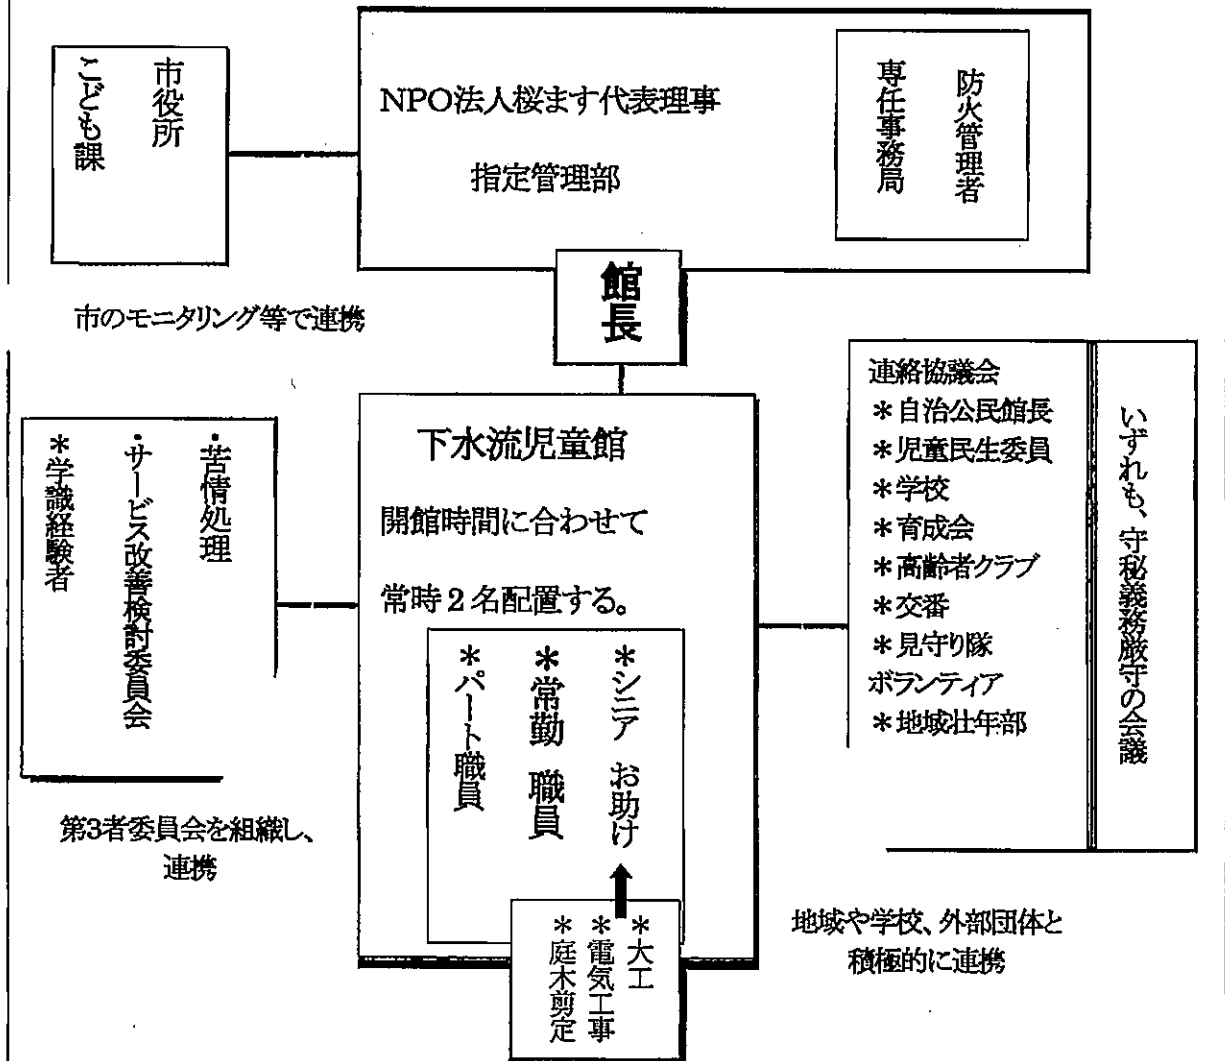 市役所
こども課
NPO法人桜ます代表理事
指定管理部
防火管理者
専任事務局
館長
市のモニタリング等で連携
・苦情処理
・サービス改善検討委員会
＊学識経験者
第3者委員会を組織し、
連携
下水流児童館
開館時間に合わせて
常時2名配置する。
＊シニア お助け
＊常勤 職員
＊パート職員
＊大工
＊電気工事
＊庭木剪定
連絡協議会
＊自治公民館長
＊児童民生委員
＊学校
＊育成会
＊高齢者クラブ
＊交番
＊見守り隊
ボランティア
＊地域壮年部
いずれも、守秘義務厳守の会議
地域や学校、外部団体と
積極的に連携